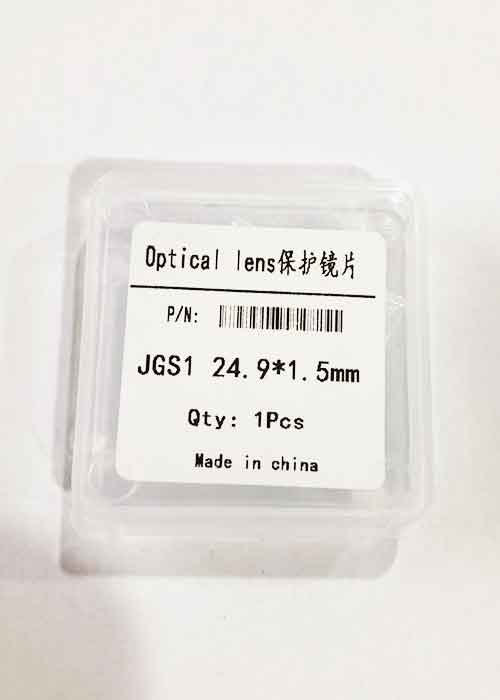 Optical lens保护镜片
P/N:
JGS1 24.9*1.5mm
Qty: 1Pcs
Made in china